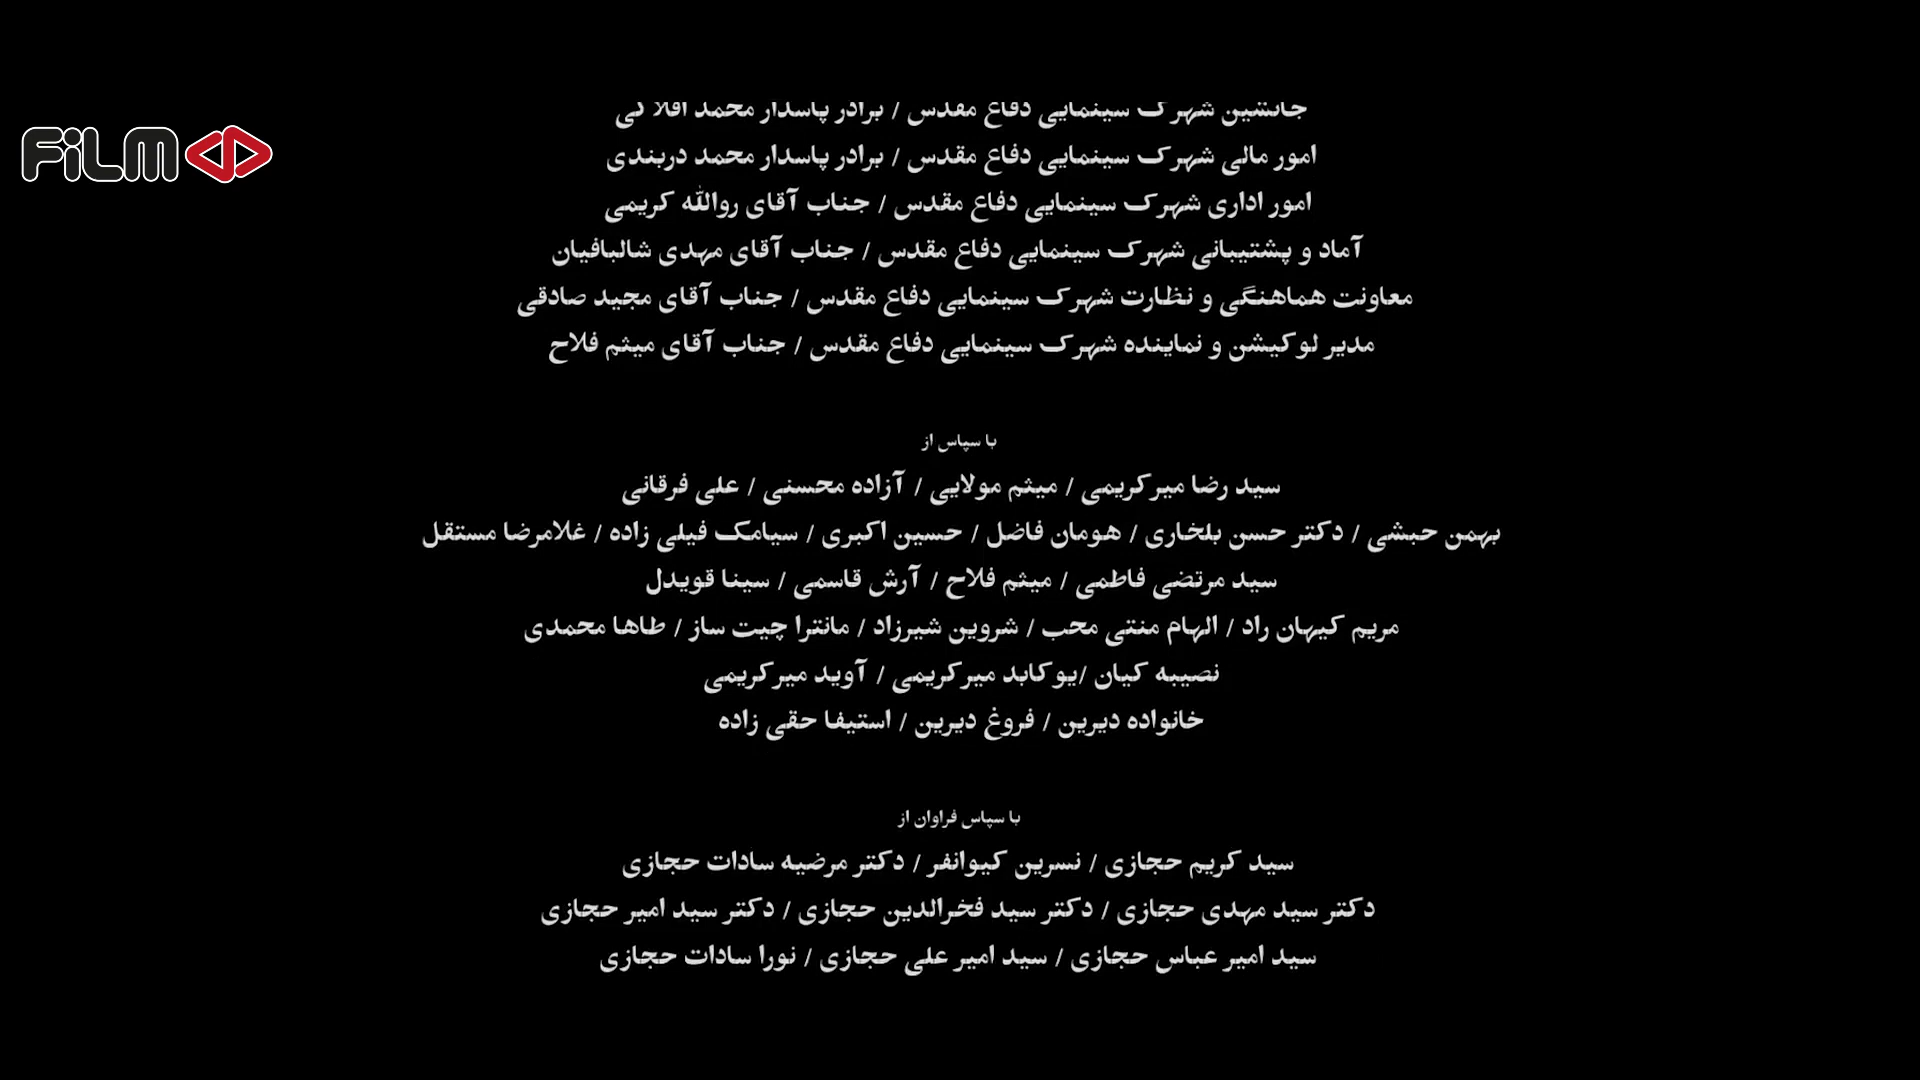 جانشین شهرک سینمایی دفاع مقدس / برادر پاسدار محمد افلاکی
FiLM
امور مالی شهرک سینمایی دفاع مقدس / برادر پاسدار محمد دربندی
امور اداری شهرک سینمایی دفاع مقدس / جناب آقای روالله کریمی
آماد و پشتیبانی شهرک سینمایی دفاع مقدس / جناب آقای مهدی شالبافیان
معاونت هماهنگی و نظارت شهرک سینمایی دفاع مقدس / جناب آقای مجید صادقی
مدیر لوکیشن و نماینده شهرک سینمایی دفاع مقدس / جناب آقای میثم فلاح
با سپاس از
سید رضا میرکریمی / میثم مولایی / آزاده محسنی / علی فرقانی
بهمن حبشی / دکتر حسن بلخاری / هومان فاضل / حسین اکبری / سیامک فیلی زاده / غلامرضا مستقل
سید مرتضی فاطمی / میثم فلاح / آرش قاسمی / سینا قویدل
مریم کیهان راد / الهام منتی محب / شروین شیرزاد / مانترا چیت ساز / طاها محمدی
نصیبه کیان /یوکابد میرکریمی / آوید میرکریمی
خانواده دیرین / فروغ دیرین / استیفا حقی زاده
با سپاس فراوان از
سید کریم حجازی / نسرین کیوانفر / دکتر مرضیه سادات حجازی
دکتر سید مهدی حجازی / دکتر سید فخرالدین حجازی / دکتر سید امیر حجازی
سید امیر عباس حجازی / سید امیر علی حجازی / نورا سادات حجازی